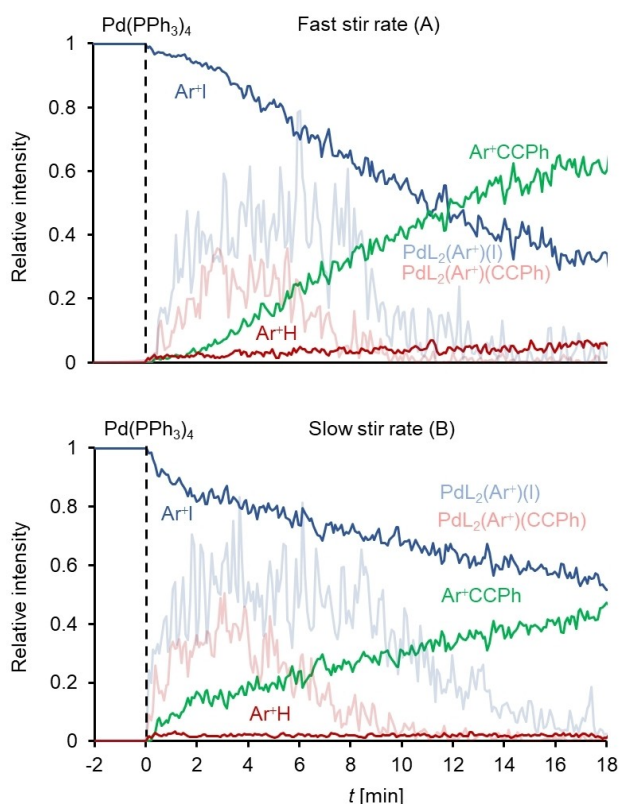 Pd(PPh₃)₄ Fast stir rate (A)
1
0.8
0.6
0.4
0.2
0
Relative intensity
Ar⁺I
Ar⁺CCPh
PdL₂(Ar⁺)(I)
PdL₂(Ar⁺)(CCPh)
Ar⁺H
Pd(PPh₃)₄ Slow stir rate (B)
1
0.8
0.6
0.4
0.2
0
Relative intensity
Ar⁺I
PdL₂(Ar⁺)(I)
PdL₂(Ar⁺)(CCPh)
Ar⁺CCPh
Ar⁺H
-2 0 2 4 6 8 10 12 14 16 18
t [min]